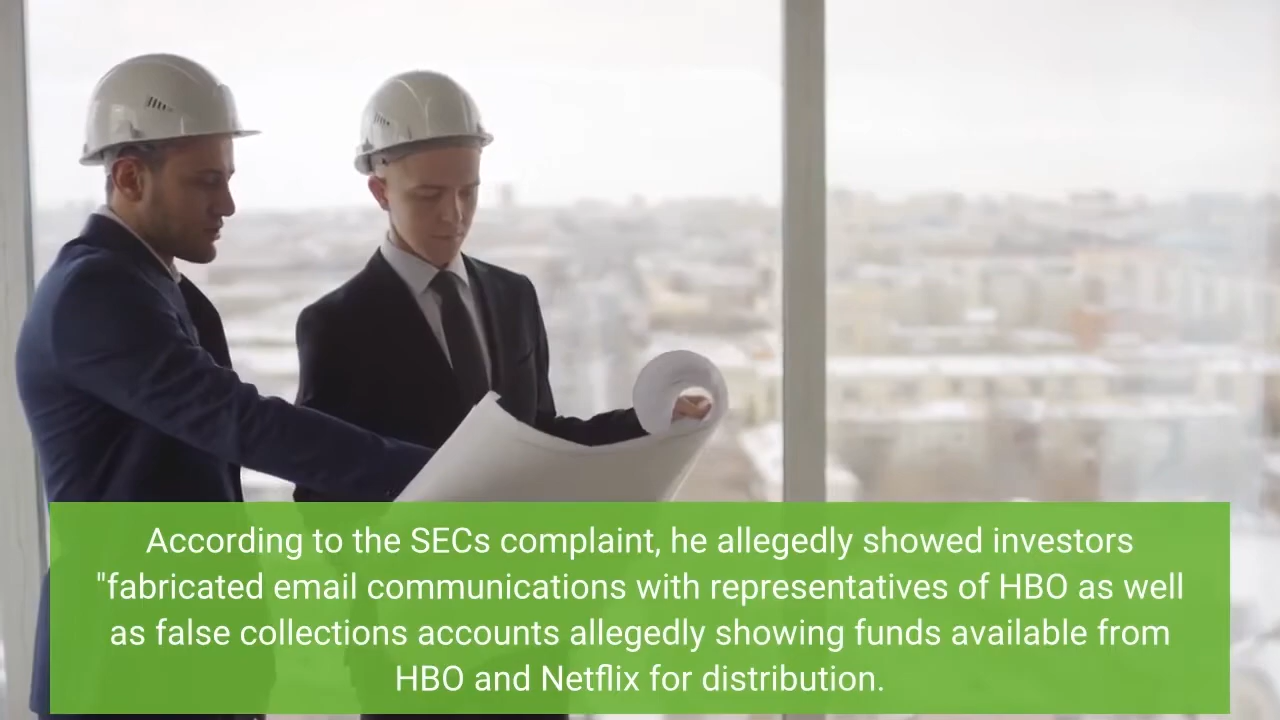 According to the SECs complaint, he allegedly showed investors
"fabricated email communications with representatives of HBO as well
as false collections accounts allegedly showing funds available from
HBO and Netflix for distribution.